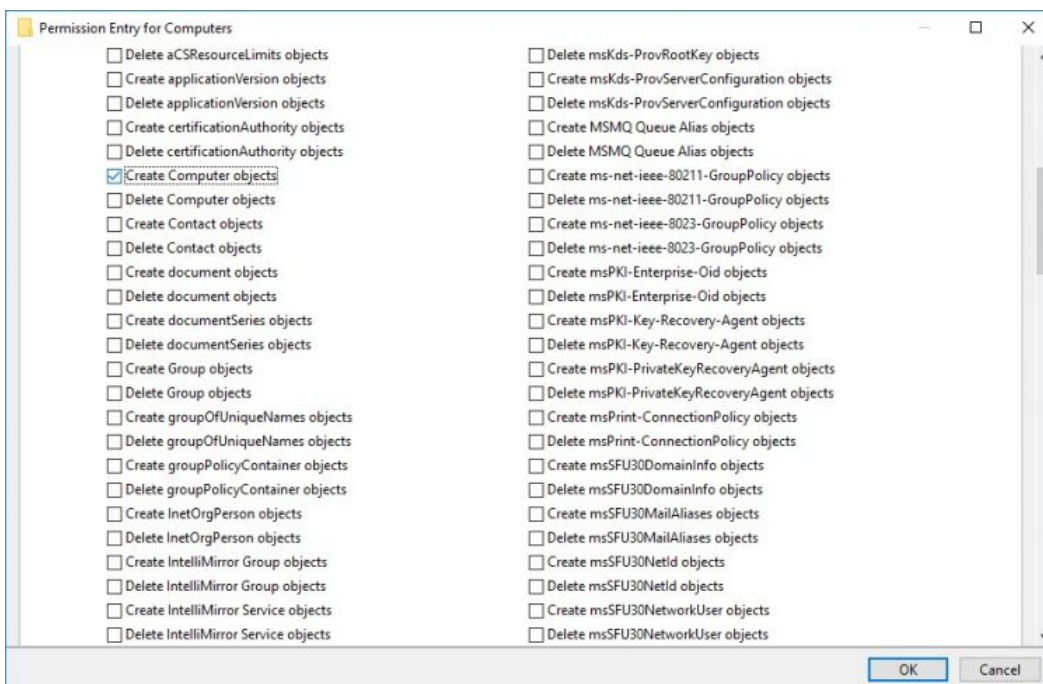 Permission Entry for Computers
Delete aCSResourceLimits objects
Create applicationVersion objects
Delete applicationVersion objects
Create certificationAuthority objects
Delete certificationAuthority objects
Create Computer objects
Delete Computer objects
Create Contact objects
Delete Contact objects
Create document objects
Delete document objects
Create documentSeries objects
Delete documentSeries objects
Create Group objects
Delete Group objects
Create groupOfUniqueNames objects
Delete groupOfUniqueNames objects
Create groupPolicyContainer objects
Delete groupPolicyContainer objects
Create InetOrgPerson objects
Delete InetOrgPerson objects
Create IntelliMirror Group objects
Delete IntelliMirror Group objects
Create IntelliMirror Service objects
Delete IntelliMirror Service objects
Delete msKds-ProvRootKey objects
Create msKds-ProvServerConfiguration objects
Delete msKds-ProvServerConfiguration objects
Create MSMQ Queue Alias objects
Delete MSMQ Queue Alias objects
Create ms-net-ieee-80211-GroupPolicy objects
Delete ms-net-ieee-80211-GroupPolicy objects
Create ms-net-ieee-8023-GroupPolicy objects
Delete ms-net-ieee-8023-GroupPolicy objects
Create msPKI-Enterprise-Oid objects
Delete msPKI-Enterprise-Oid objects
Create msPKI-Key-Recovery-Agent objects
Delete msPKI-Key-Recovery-Agent objects
Create msPKI-PrivateKeyRecoveryAgent objects
Delete msPKI-PrivateKeyRecoveryAgent objects
Create msPrint-ConnectionPolicy objects
Delete msPrint-ConnectionPolicy objects
Create msSFU30DomainInfo objects
Delete msSFU30DomainInfo objects
Create msSFU30MailAliases objects
Delete msSFU30MailAliases objects
Create msSFU30NetId objects
Delete msSFU30NetId objects
Create msSFU30NetworkUser objects
Delete msSFU30NetworkUser objects
OK
Cancel